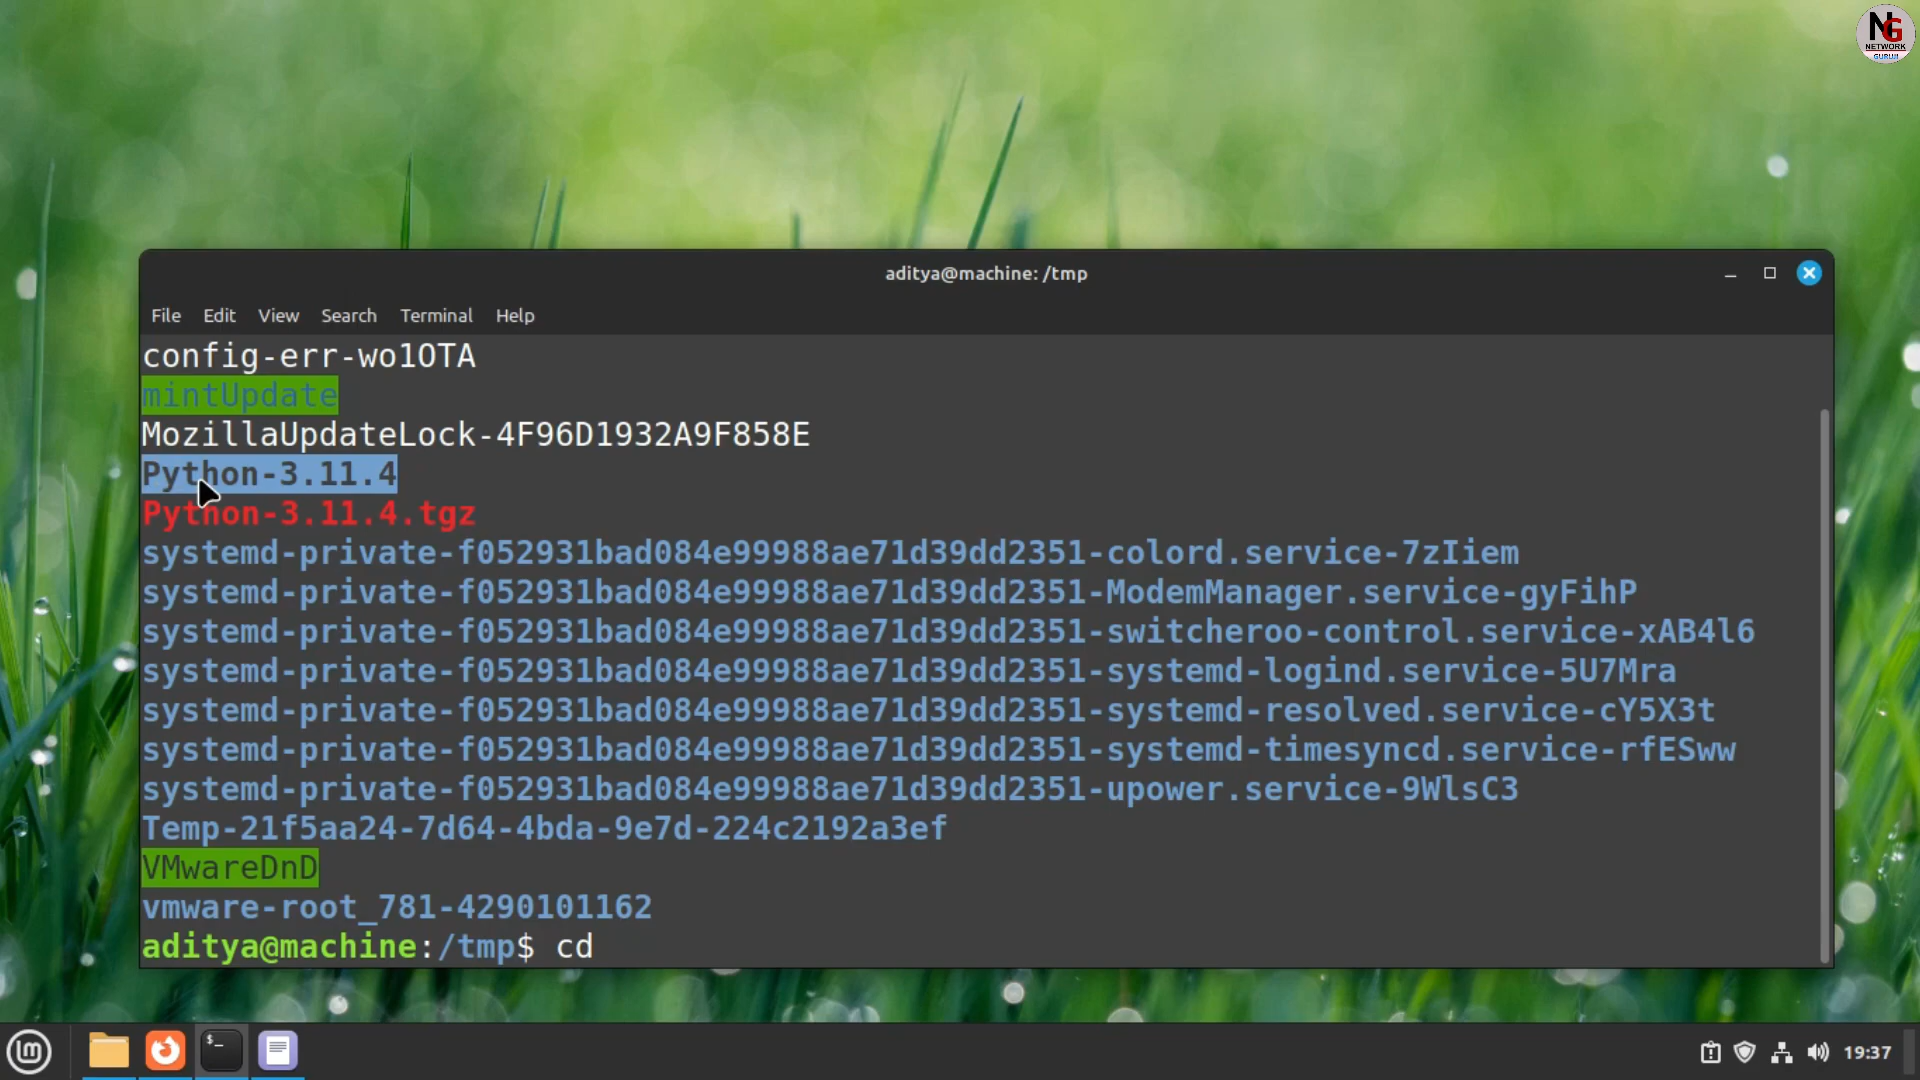 NG
NETWORK
GURUJI
aditya@machine: /tmp
File Edit View Search Terminal Help
config-err-wo1OTA
mintUpdate
MozillaUpdateLock-4F96D1932A9F858E
Python-3.11.4
Python-3.11.4.tgz
systemd-private-f052931bad084e99988ae71d39dd2351-colord.service-7zIiem
systemd-private-f052931bad084e99988ae71d39dd2351-ModemManager.service-gyFihP
systemd-private-f052931bad084e99988ae71d39dd2351-switcheroo-control.service-xAB4l6
systemd-private-f052931bad084e99988ae71d39dd2351-systemd-logind.service-5U7Mra
systemd-private-f052931bad084e99988ae71d39dd2351-systemd-resolved.service-cY5X3t
systemd-private-f052931bad084e99988ae71d39dd2351-systemd-timesyncd.service-rfESww
systemd-private-f052931bad084e99988ae71d39dd2351-upower.service-9WlsC3
Temp-21f5aa24-7d64-4bda-9e7d-224c2192a3ef
VMwareDnD
vmware-root_781-4290101162
aditya@machine:/tmp$ cd
19:37